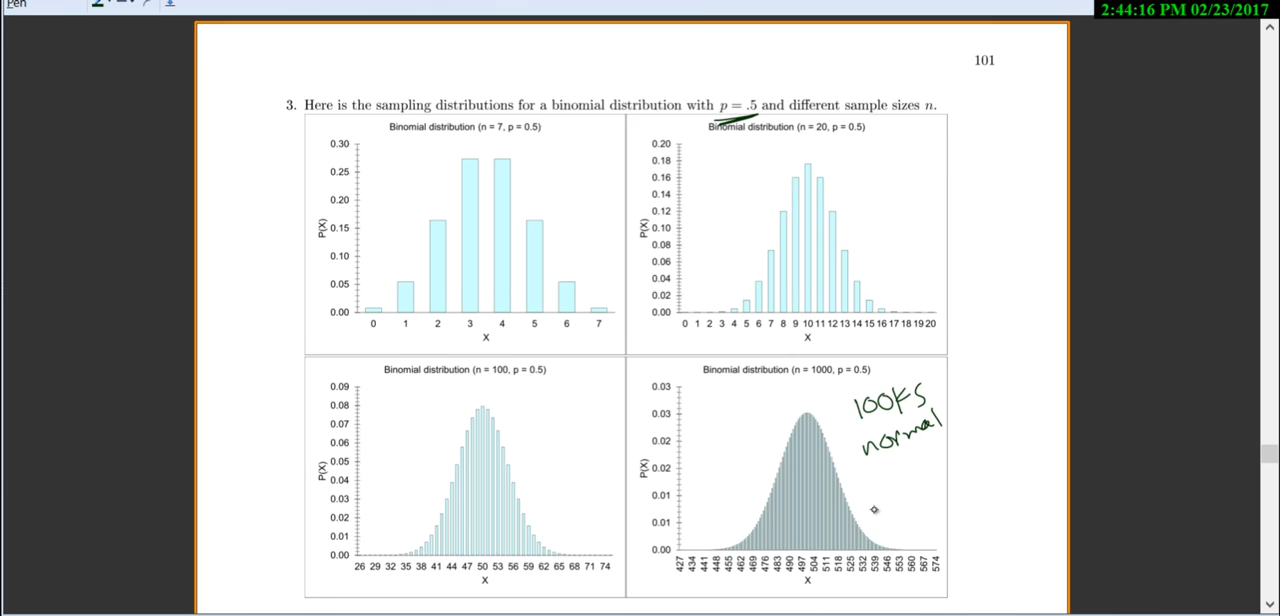 Pen
2:44:16 PM 02/23/2017
101
3. Here is the sampling distributions for a binomial distribution with p = .5 and different sample sizes n.
Binomial distribution (n = 7, p = 0.5)
0.30
0.25
0.20
0.15
0.10
0.05
0.00
P(X)
0 1 2 3 4 5 6 7
X
Binomial distribution (n = 20, p = 0.5)
0.20
0.18
0.16
0.14
0.12
0.10
0.08
0.06
0.04
0.02
0.00
P(X)
0 1 2 3 4 5 6 7 8 9 10 11 12 13 14 15 16 17 18 19 20
X
Binomial distribution (n = 100, p = 0.5)
0.09
0.08
0.07
0.06
0.05
0.04
0.03
0.02
0.01
0.00
P(X)
26 29 32 35 38 41 44 47 50 53 56 59 62 65 68 71 74
X
Binomial distribution (n = 1000, p = 0.5)
0.03
0.03
0.02
0.02
0.01
0.01
0.00
P(X)
427 434 441 448 455 462 469 476 483 490 497 504 511 518 525 532 539 546 553 560 567 574
X
looks
normal